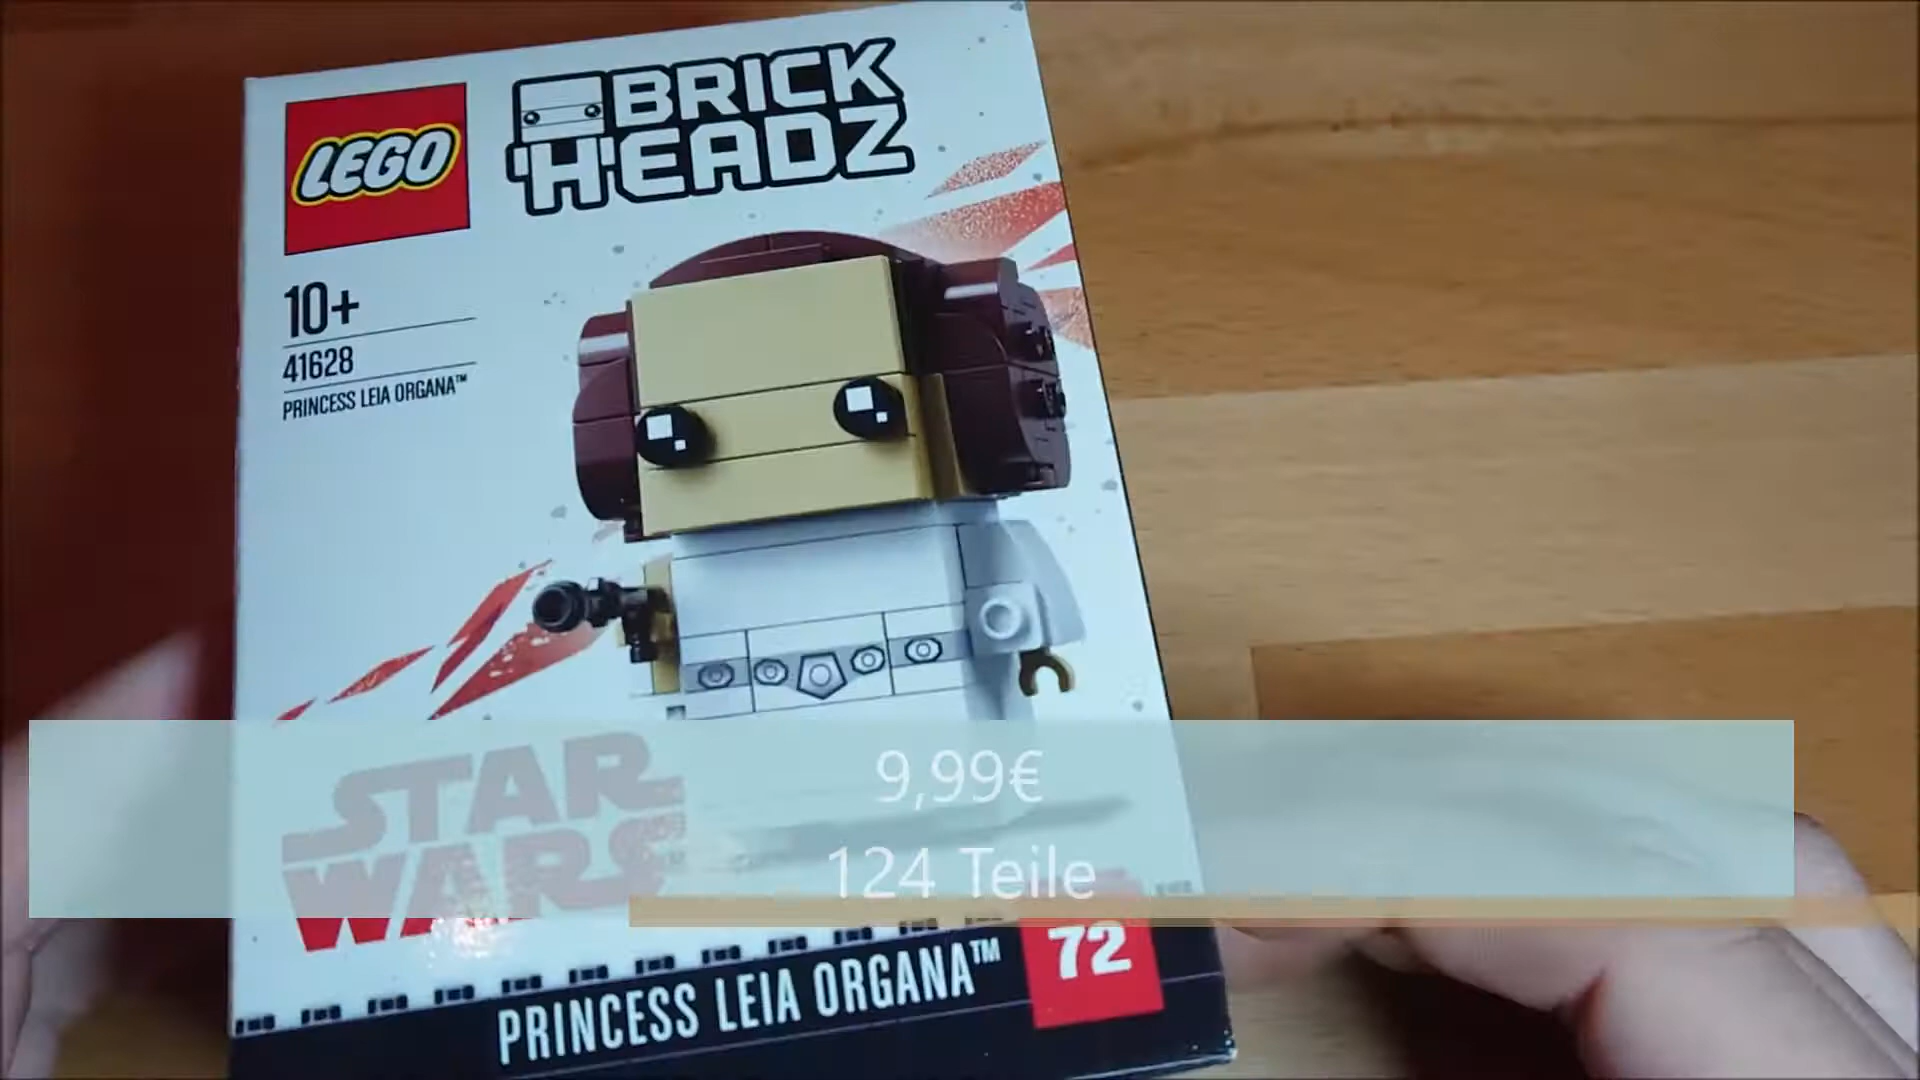 LEGO
BRICK
HEADZ
10+
41628
PRINCESS LEIA ORGANA™
STAR
WARS
9,99€
124 Teile
PRINCESS LEIA ORGANA™
72